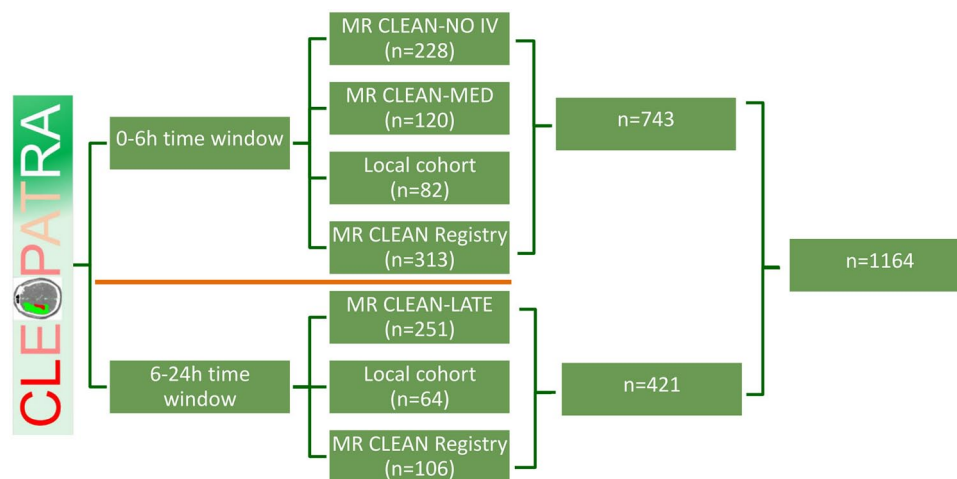 CLEOPATRA
0-6h time window
MR CLEAN-NO IV
(n=228)
MR CLEAN-MED
(n=120)
Local cohort
(n=82)
MR CLEAN Registry
(n=313)
n=743
6-24h time
window
MR CLEAN-LATE
(n=251)
Local cohort
(n=64)
MR CLEAN Registry
(n=106)
n=421
n=1164